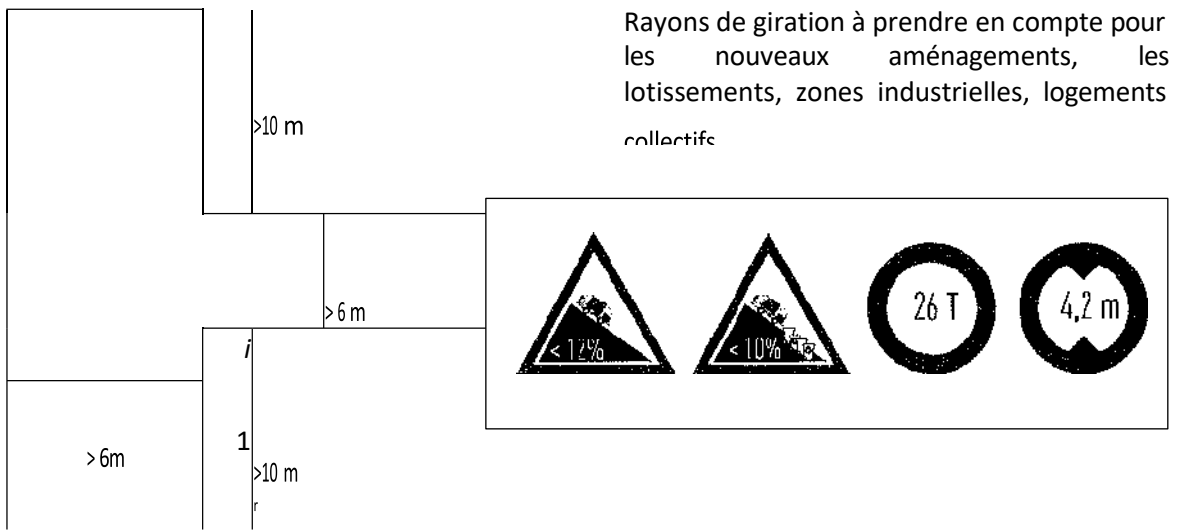 Rayons de giration à prendre en compte pour
les nouveaux aménagements, les
lotissements, zones industrielles, logements
collectifs
>10 m
>6 m
< 12%
< 10%
26 T
4,2 m
i
1
>6m
>10 m
r